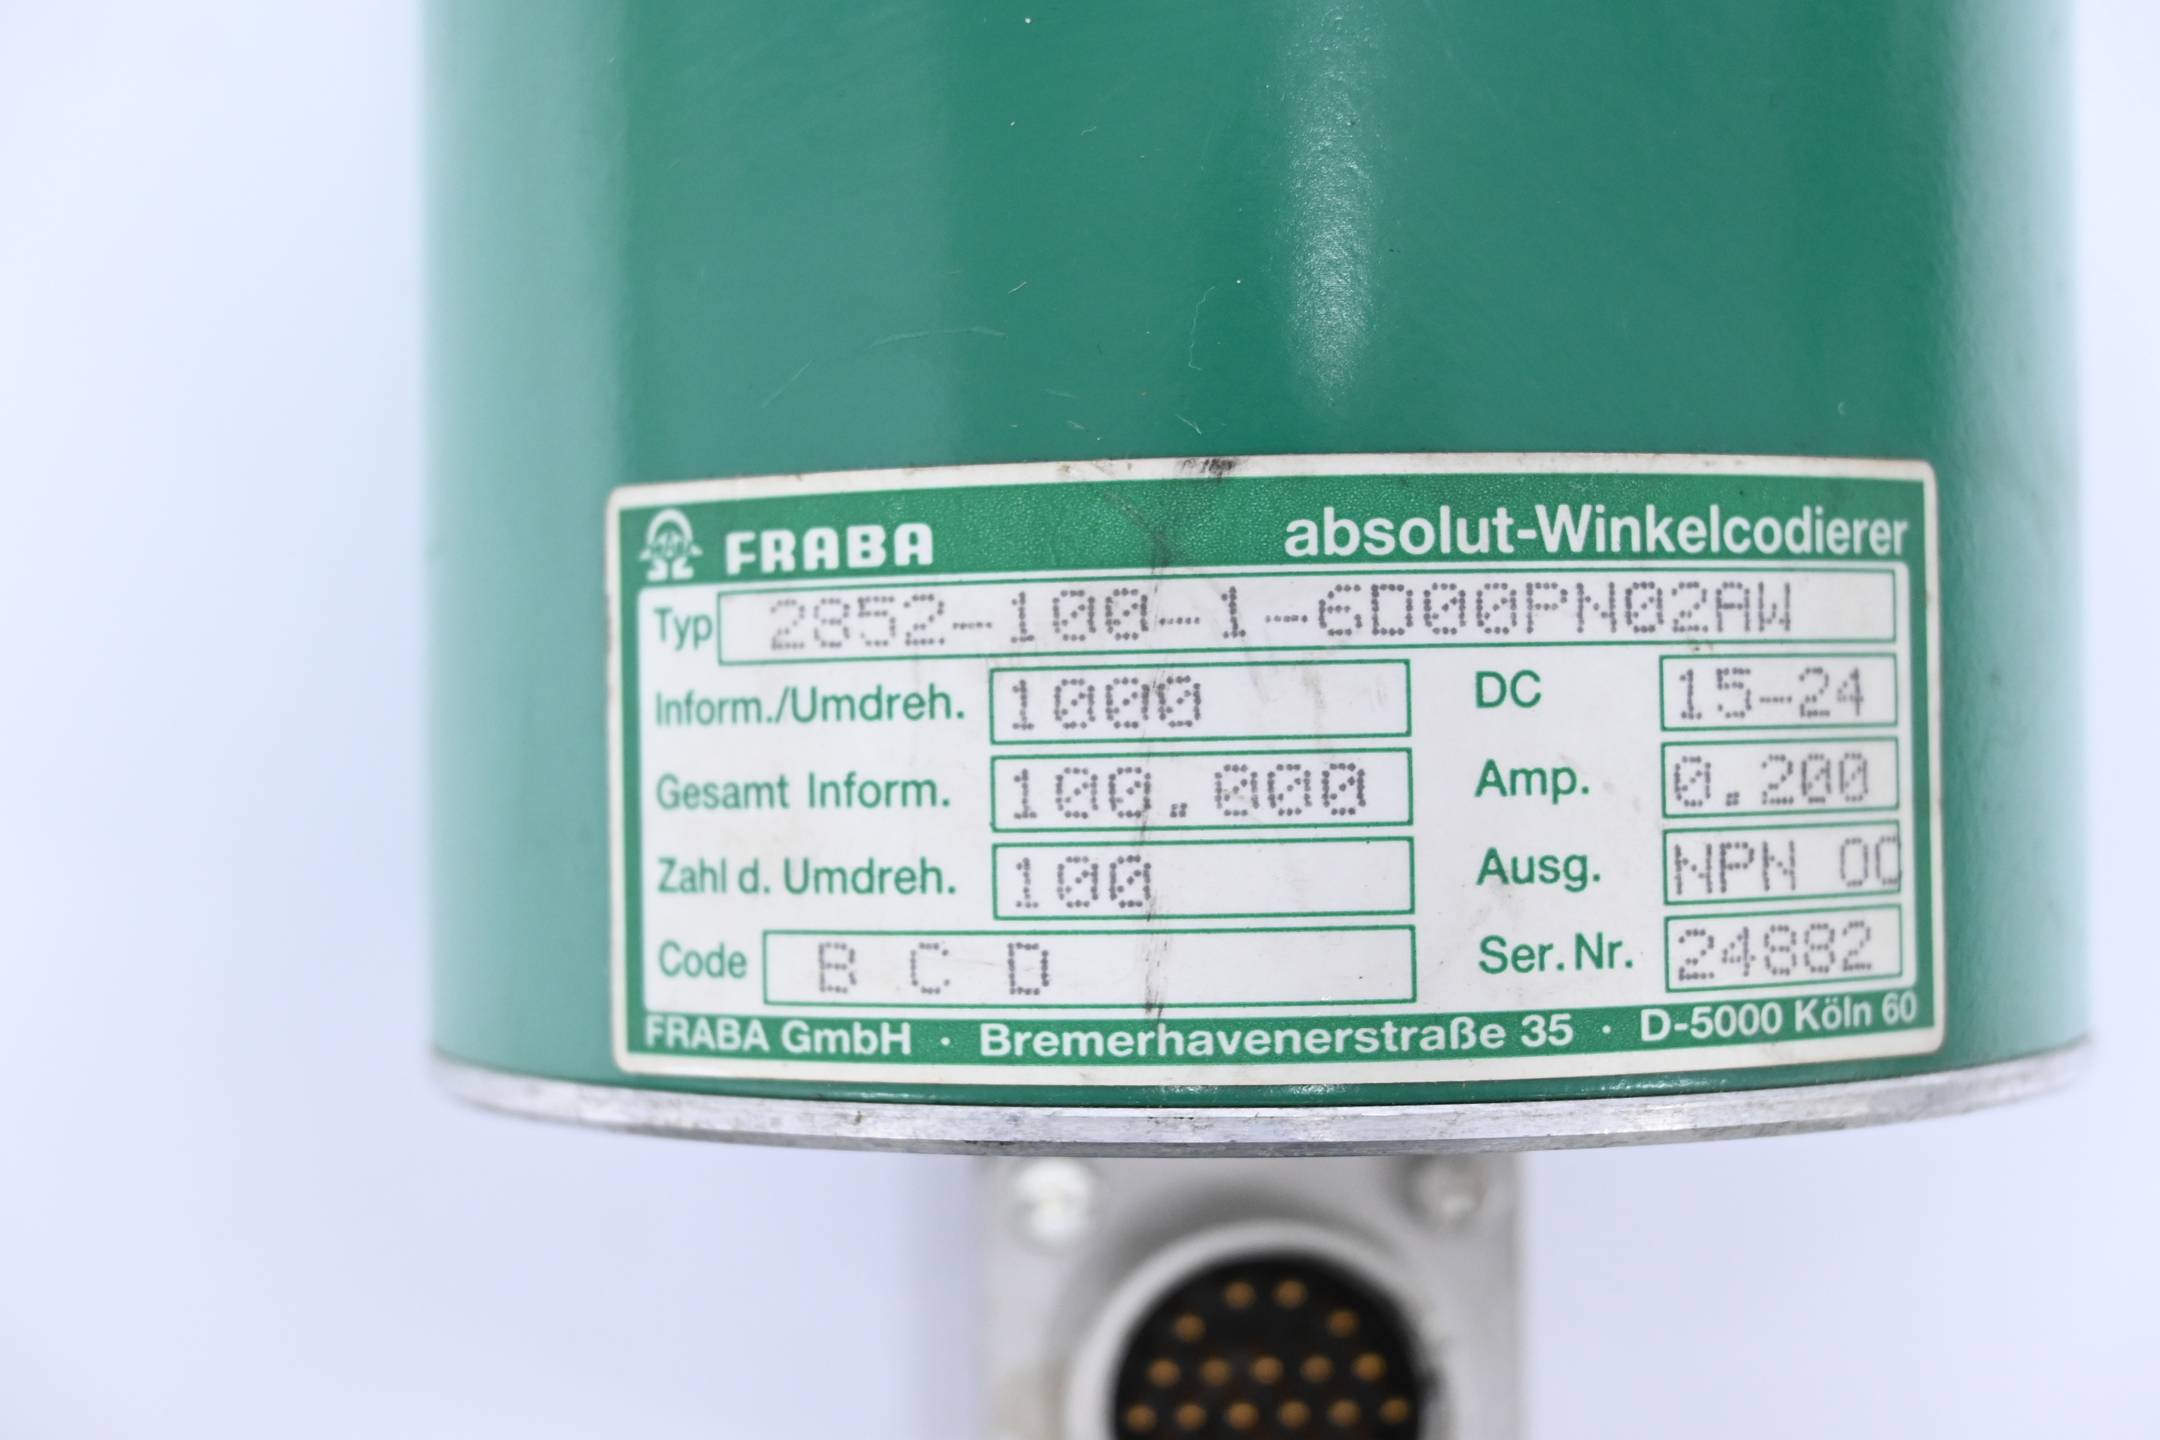 FRABA absolut-Winkelcodierer
Typ 2852-100-1-6D00PN02AW
Inform./Umdreh. 1000 DC 15-24
Gesamt Inform. 100.000 Amp. 0.200
Zahl d. Umdreh. 100 Ausg. NPN OC
Code B C D Ser. Nr. 24882
FRABA GmbH · Bremerhavenerstraße 35 · D-5000 Köln 60